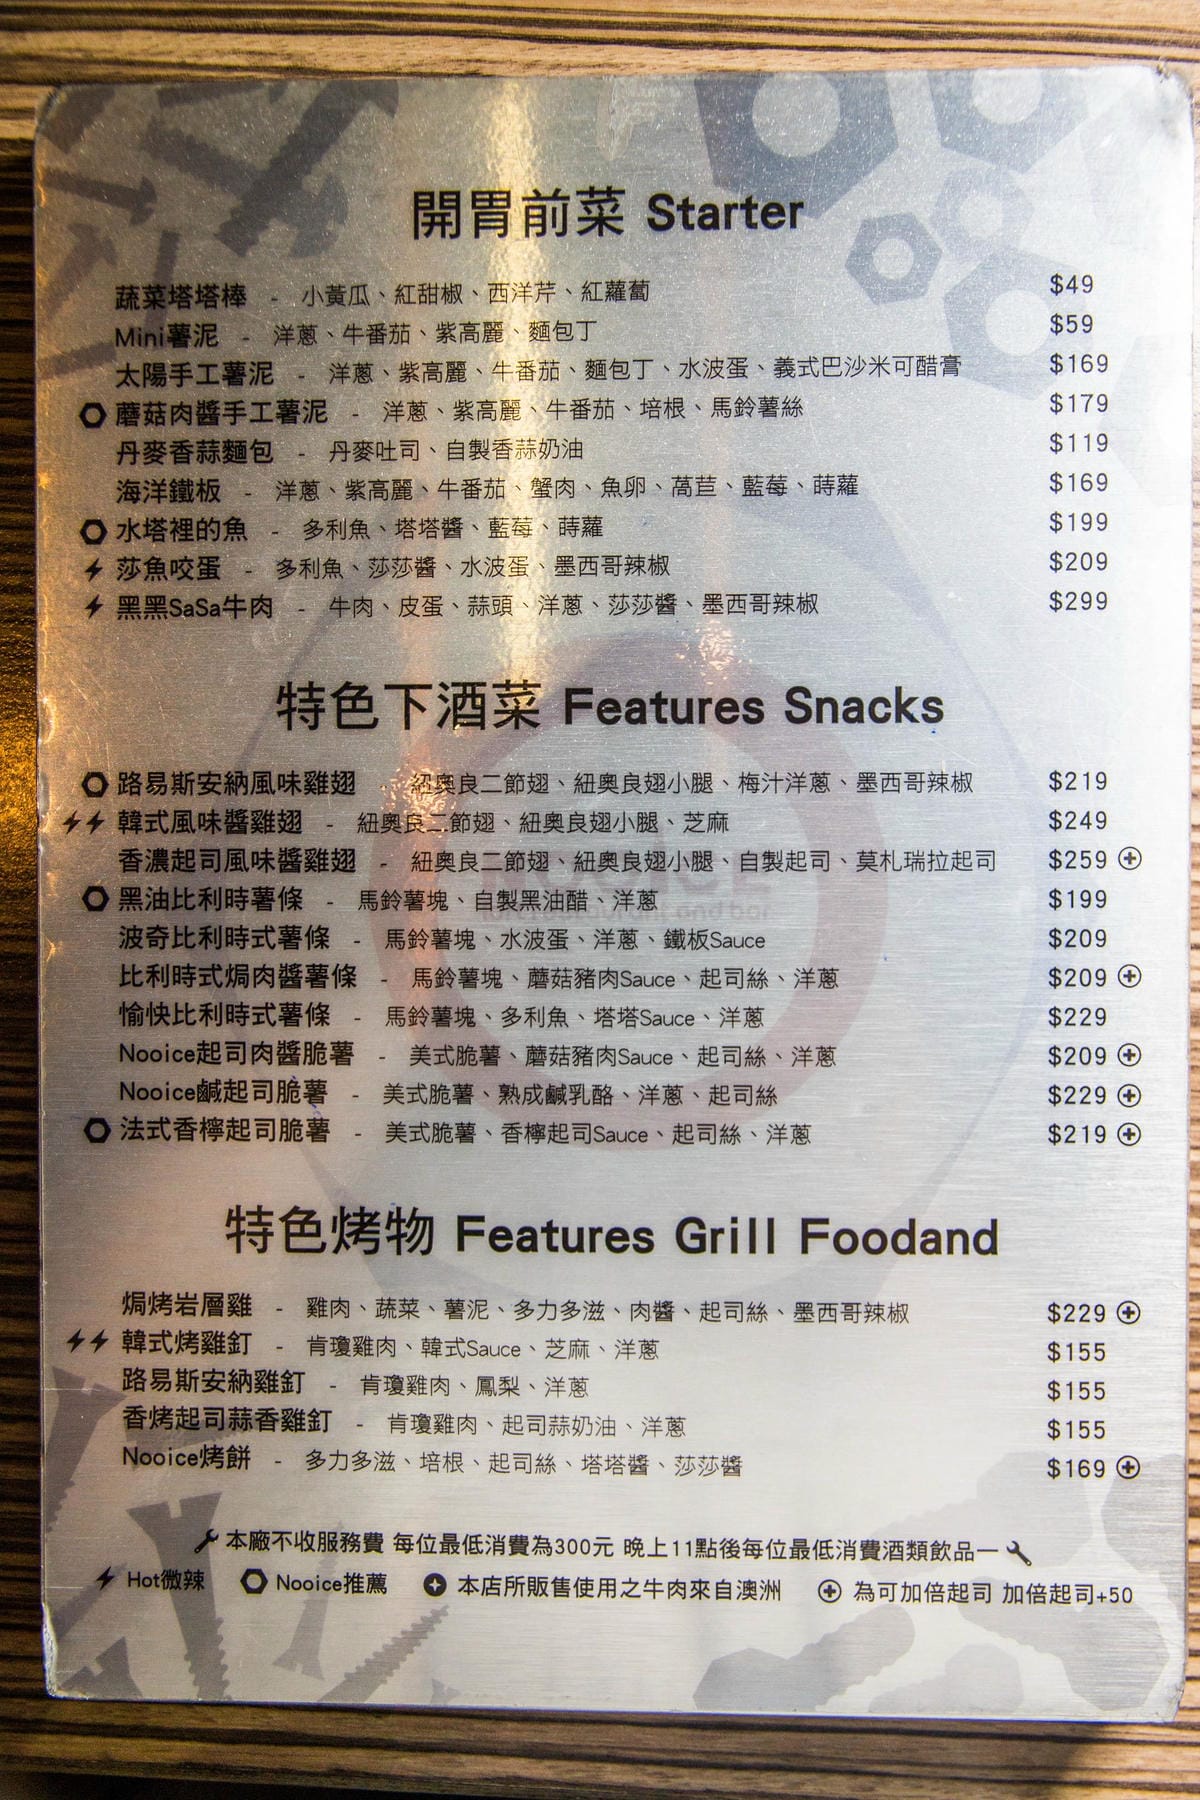 開胃前菜 Starter
蔬菜塔塔棒 - 小黃瓜、紅甜椒、西洋芹、紅蘿蔔 $49
Mini薯泥 - 洋蔥、牛番茄、紫高麗、麵包丁 $59
太陽手工薯泥 - 洋蔥、紫高麗、牛番茄、麵包丁、水波蛋、義式巴沙米可醋膏 $169
蘑菇肉醬手工薯泥 - 洋蔥、紫高麗、牛番茄、培根、馬鈴薯絲 $179
丹麥香蒜麵包 - 丹麥吐司、自製香蒜奶油 $119
海洋鐵板 - 洋蔥、紫高麗、牛番茄、蟹肉、魚卵、萵苣、藍莓、蒔蘿 $169
水塔裡的魚 - 多利魚、塔塔醬、藍莓、蒔蘿 $199
莎魚咬蛋 - 多利魚、莎莎醬、水波蛋、墨西哥辣椒 $209
黑黑SaSa牛肉 - 牛肉、皮蛋、蒜頭、洋蔥、莎莎醬、墨西哥辣椒 $299
特色下酒菜 Features Snacks
路易斯安納風味雞翅 - 紐奧良二節翅、紐奧良翅小腿、梅汁洋蔥、墨西哥辣椒 $219
韓式風味醬雞翅 - 紐奧良二節翅、紐奧良翅小腿、芝麻 $249
香濃起司風味醬雞翅 - 紐奧良二節翅、紐奧良翅小腿、自製起司、莫札瑞拉起司 $259
黑油比利時薯條 - 馬鈴薯塊、自製黑油醋、洋蔥 $199
波奇比利時式薯條 - 馬鈴薯塊、水波蛋、洋蔥、鐵板Sauce $209
比利時式焗肉醬薯條 - 馬鈴薯塊、蘑菇豬肉Sauce、起司絲、洋蔥 $209
愉快比利時式薯條 - 馬鈴薯塊、多利魚、塔塔Sauce、洋蔥 $229
Nooice起司肉醬脆薯 - 美式脆薯、蘑菇豬肉Sauce、起司絲、洋蔥 $209
Nooice鹹起司脆薯 - 美式脆薯、熟成鹹乳酪、洋蔥、起司絲 $229
法式香檸起司脆薯 - 美式脆薯、香檸起司Sauce、起司絲、洋蔥 $219
特色烤物 Features Grill Foodand
焗烤岩層雞 - 雞肉、蔬菜、薯泥、多力多滋、肉醬、起司絲、墨西哥辣椒 $229
韓式烤雞釘 - 肯瓊雞肉、韓式Sauce、芝麻、洋蔥 $155
路易斯安納雞釘 - 肯瓊雞肉、鳳梨、洋蔥 $155
香烤起司蒜香雞釘 - 肯瓊雞肉、起司蒜奶油、洋蔥 $155
Nooice烤餅 - 多力多滋、培根、起司絲、塔塔醬、莎莎醬 $169
本廠不收服務費 每位最低消費為300元 晚上11點後每位最低消費酒類飲品一
Hot微辣 Nooice推薦 本店所販售使用之牛肉來自澳洲 為可加倍起司 加倍起司+50